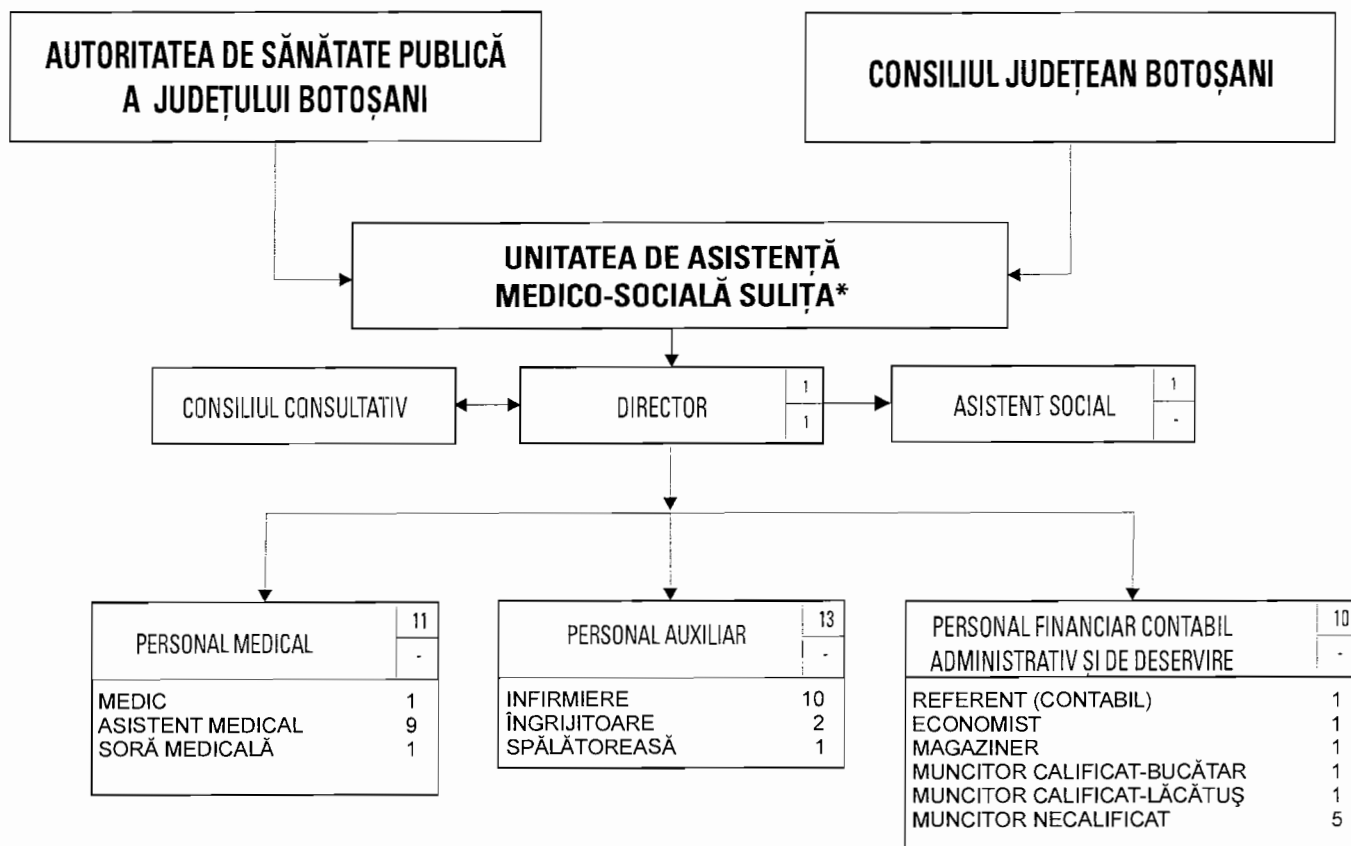 AUTORITATEA DE SĂNĂTATE PUBLICĂ
A JUDEȚULUI BOTOȘANI
CONSILIUL JUDEȚEAN BOTOȘANI
UNITATEA DE ASISTENȚĂ
MEDICO-SOCIALĂ SULIȚA*
CONSILIUL CONSULTATIV
DIRECTOR
1
1
ASISTENT SOCIAL
1
-
PERSONAL MEDICAL
11
-
MEDIC 1
ASISTENT MEDICAL 9
SORĂ MEDICALĂ 1
PERSONAL AUXILIAR
13
-
INFIRMIERE 10
ÎNGRIJITOARE 2
SPĂLĂTOREASĂ 1
PERSONAL FINANCIAR CONTABIL
ADMINISTRATIV ȘI DE DESERVIRE
10
-
REFERENT (CONTABIL) 1
ECONOMIST 1
MAGAZINER 1
MUNCITOR CALIFICAT-BUCĂTAR 1
MUNCITOR CALIFICAT-LĂCĂTUŞ 1
MUNCITOR NECALIFICAT 5